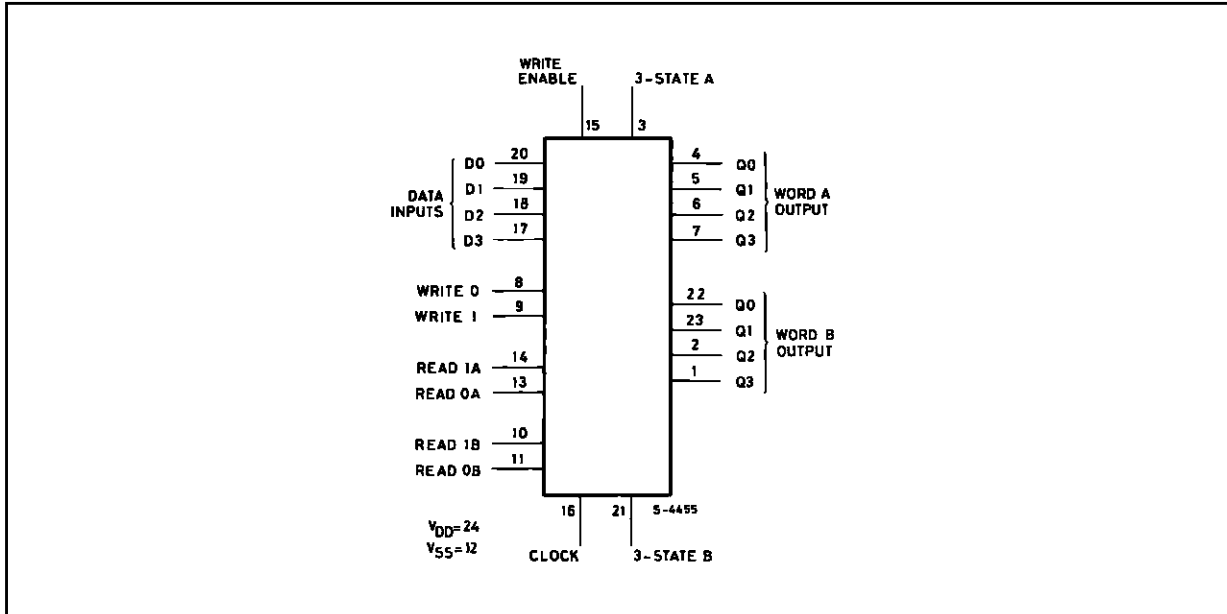 WRITE
ENABLE
3-STATE A
15
3
DATA
INPUTS
D0
20
D1
19
D2
18
D3
17
4
Q0
5
Q1
6
Q2
7
Q3
WORD A
OUTPUT
WRITE 0
8
WRITE 1
9
READ 1A
14
READ 0A
13
READ 1B
10
READ 0B
11
22
Q0
23
Q1
2
Q2
1
Q3
WORD B
OUTPUT
16
21
S-4455
VDD=24
VSS=12
CLOCK
3-STATE B